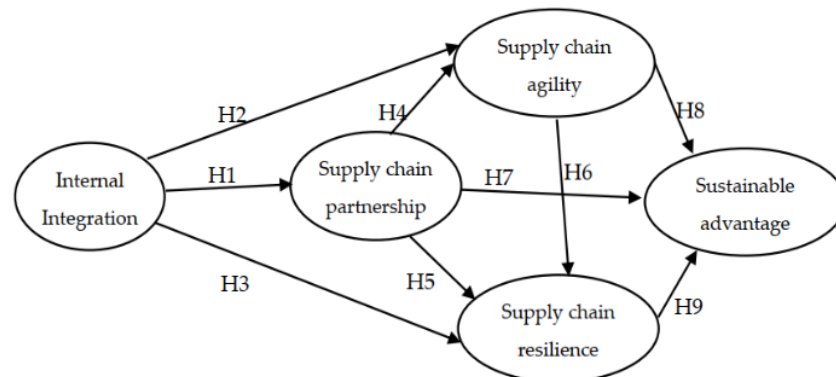 Supply chain
agility
H2
H4
H8
Internal
Integration
H1
Supply chain
partnership
H7
H6
Sustainable
advantage
H3
H5
Supply chain
resilience
H9